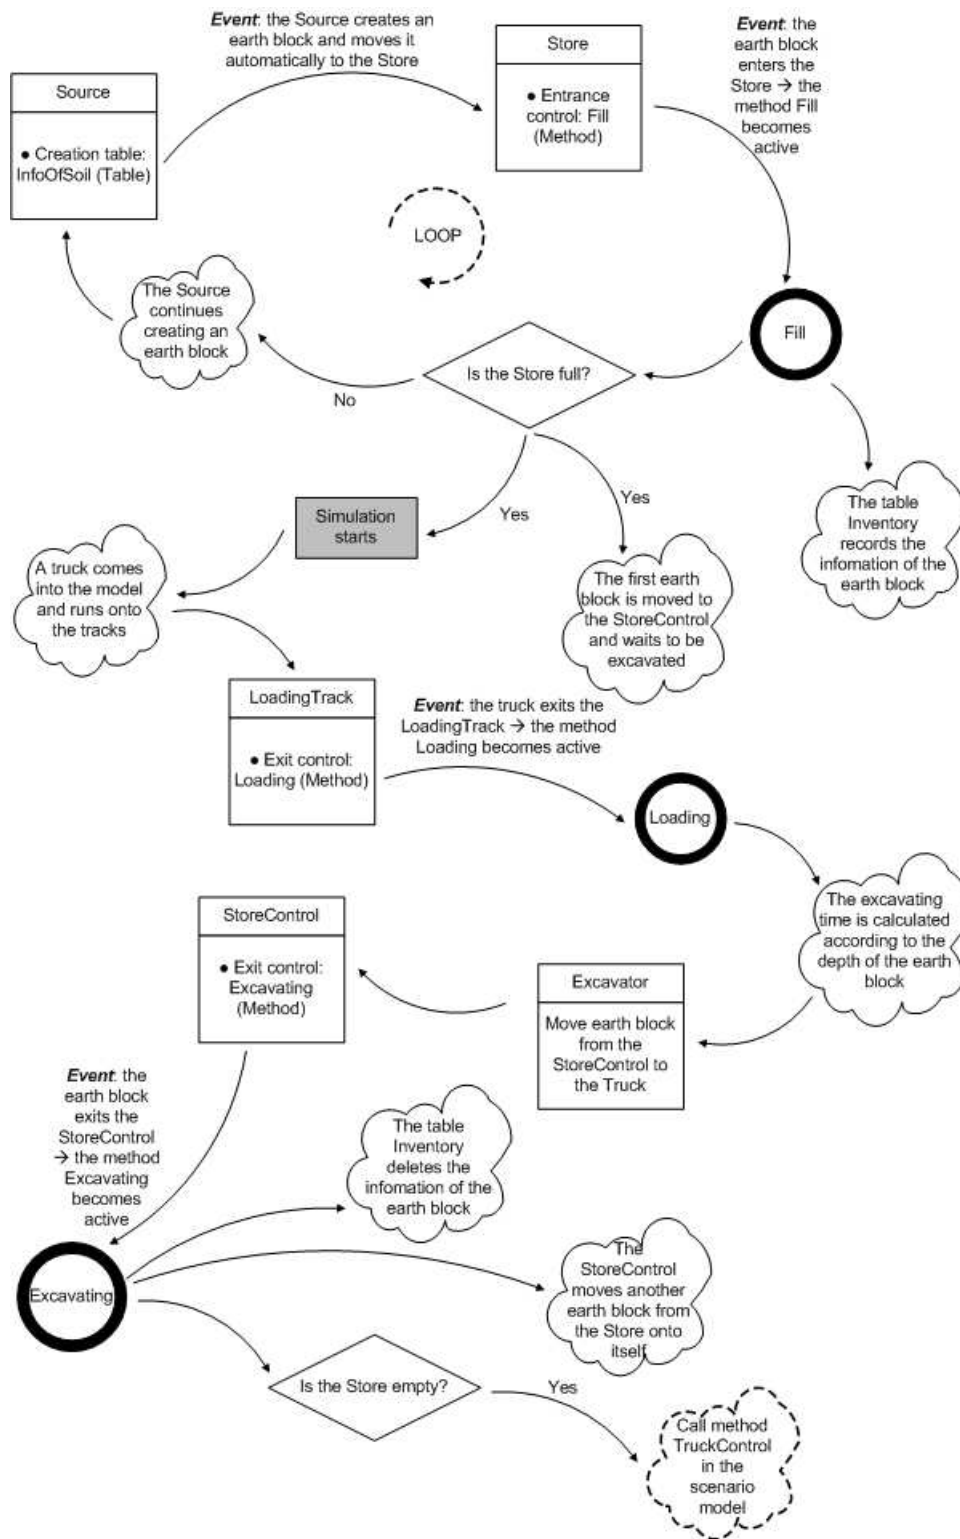 Event: the Source creates an
earth block and moves it
automatically to the Store
Event: the
earth block
enters the
Store → the
method Fill
becomes
active
Store
● Entrance
control: Fill
(Method)
Source
● Creation table:
InfoOfSoil (Table)
LOOP
The Source
continues
creating an
earth block
Fill
Is the Store full?
No
Yes
Yes
Simulation
starts
The table
Inventory
records the
infomation of the
earth block
A truck comes
into the model
and runs onto
the tracks
The first earth
block is moved to
the StoreControl
and waits to be
excavated
LoadingTrack
● Exit control:
Loading (Method)
Event: the truck exits the
LoadingTrack → the method
Loading becomes active
Loading
The excavating
time is calculated
according to the
depth of the earth
block
StoreControl
● Exit control:
Excavating
(Method)
Excavator
Move earth block
from the
StoreControl to
the Truck
Event: the
earth block
exits the
StoreControl
→ the method
Excavating
becomes
active
The table
Inventory
deletes the
infomation of the
earth block
The
StoreControl
moves another
earth block from
the Store onto
itself
Excavating
Is the Store empty?
Yes
Call method
TruckControl
in the
scenario
model